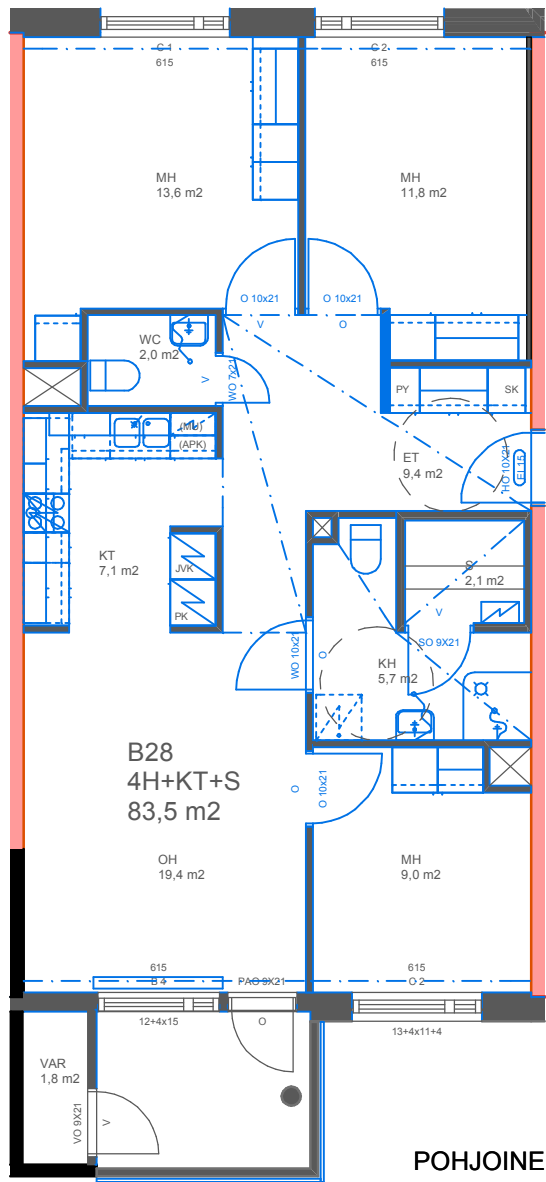 C 1
615
C 2
615
MH
13,6 m2
MH
11,8 m2
O 10x21
O 10x21
V
O
WC
2,0 m2
V
WO 7x21
PY
SK
(MU)
(APK)
ET
9,4 m2
HO 10X21
EI 15
KT
7,1 m2
JVK
PK
S
2,1 m2
V
WO 10x21
O
SO 9X21
KH
5,7 m2
B28
4H+KT+S
83,5 m2
O
O 10x21
OH
19,4 m2
MH
9,0 m2
615
B 4
PAO 9X21
615
O 2
12+4x15
O
13+4x11+4
VAR
1,8 m2
VO 9X21
V
POHJOINE